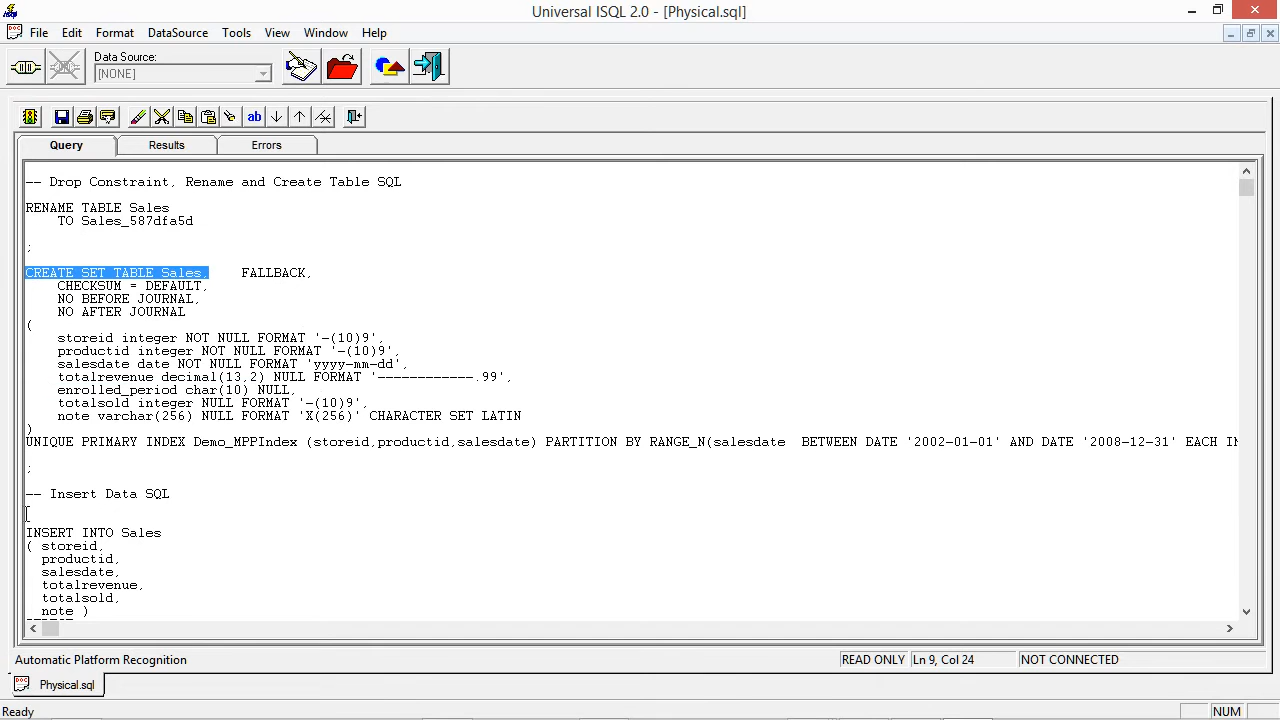 Universal ISQL 2.0 - [Physical.sql]
File Edit Format DataSource Tools View Window Help
Data Source:
[NONE]
ab
Query Results Errors
-- Drop Constraint, Rename and Create Table SQL
RENAME TABLE Sales
TO Sales_587dfa5d
;
CREATE SET TABLE Sales, FALLBACK,
CHECKSUM = DEFAULT,
NO BEFORE JOURNAL,
NO AFTER JOURNAL
(
storeid integer NOT NULL FORMAT '-(10)9',
productid integer NOT NULL FORMAT '-(10)9',
salesdate date NOT NULL FORMAT 'yyyy-mm-dd',
totalrevenue decimal(13,2) NULL FORMAT '------------.99',
enrolled_period char(10) NULL,
totalsold integer NULL FORMAT '-(10)9',
note varchar(256) NULL FORMAT 'X(256)' CHARACTER SET LATIN
)
UNIQUE PRIMARY INDEX Demo_MPPIndex (storeid,productid,salesdate) PARTITION BY RANGE_N(salesdate BETWEEN DATE '2002-01-01' AND DATE '2008-12-31' EACH IN
;
-- Insert Data SQL
INSERT INTO Sales
( storeid,
productid,
salesdate,
totalrevenue,
totalsold,
note )
Automatic Platform Recognition READ ONLY Ln 9, Col 24 NOT CONNECTED
Physical.sql
Ready NUM